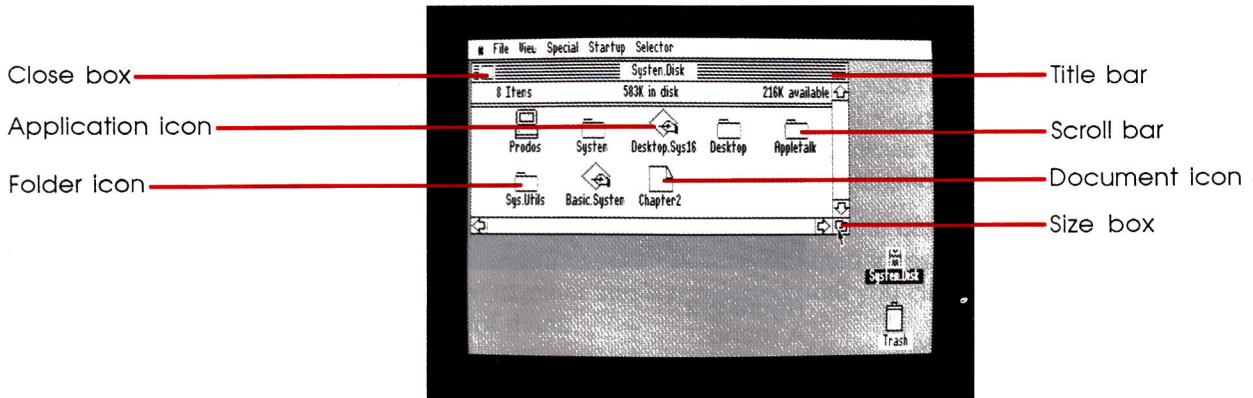 File View Special Startup Selector
System.Disk
8 Items 583K in disk 216K available
Prodos System Desktop.Sys16 Desktop Appletalk
Sys.Utils Basic.System Chapter2
System.Disk
Trash
Close box
Application icon
Folder icon
Title bar
Scroll bar
Document icon
Size box